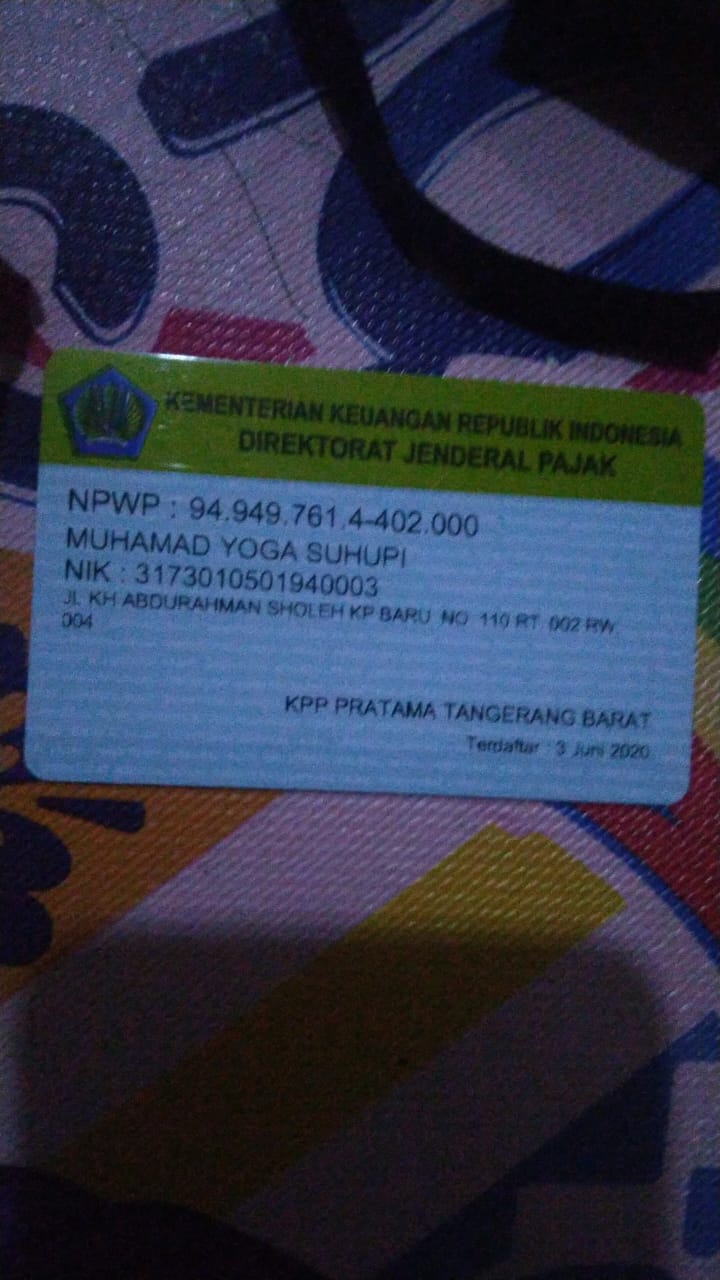 KEMENTERIAN KEUANGAN REPUBLIK INDONESIA
DIREKTORAT JENDERAL PAJAK
NPWP : 94.949.761.4-402.000
MUHAMAD YOGA SUHUPI
NIK : 3173010501940003
JL KH ABDURAHMAN SHOLEH KP BARU NO 110 RT 002 RW.
004
KPP PRATAMA TANGERANG BARAT
Terdaftar : 3 Juni 2020